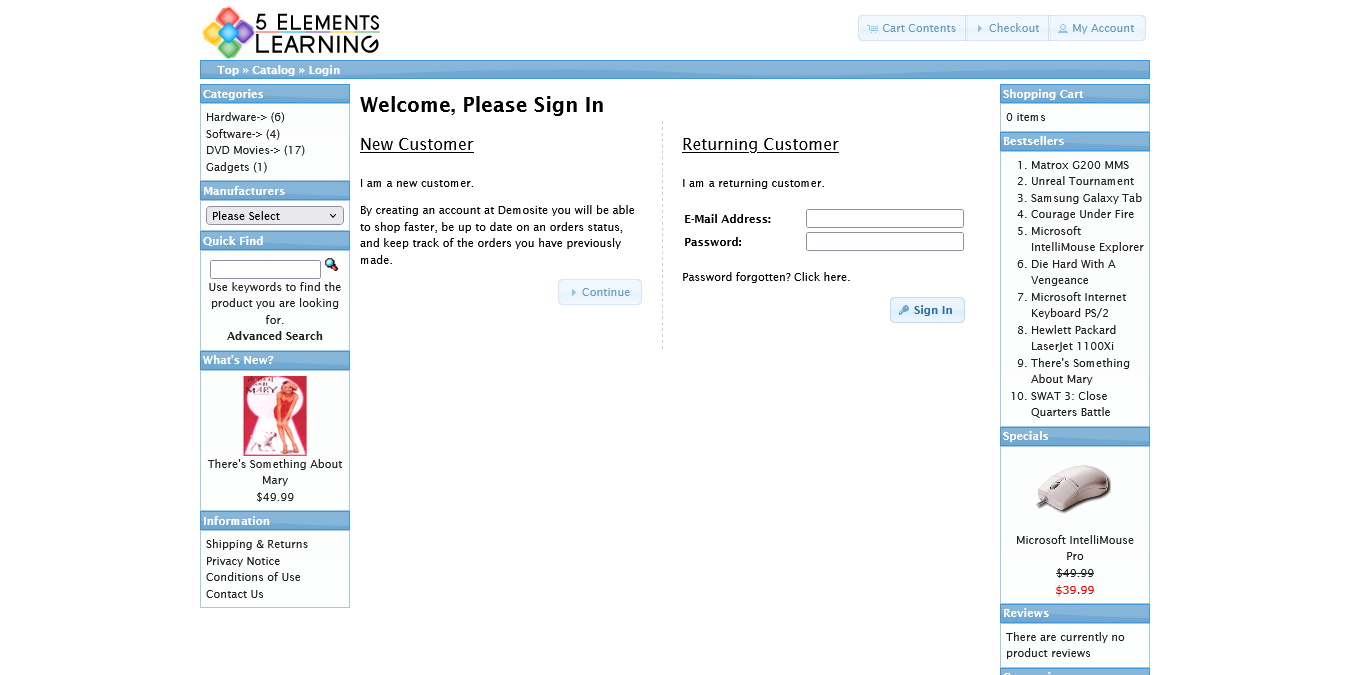 5 ELEMENTS
LEARNING
Cart Contents
Checkout
My Account
Top » Catalog » Login
Categories
Hardware-> (6)
Software-> (4)
DVD Movies-> (17)
Gadgets (1)
Manufacturers
Please Select
Quick Find
Use keywords to find the
product you are looking
for.
Advanced Search
What's New?
MARY
There's Something About
Mary
$49.99
Information
Shipping & Returns
Privacy Notice
Conditions of Use
Contact Us
Welcome, Please Sign In
New Customer
I am a new customer.
By creating an account at Demosite you will be able
to shop faster, be up to date on an orders status,
and keep track of the orders you have previously
made.
Continue
Returning Customer
I am a returning customer.
E-Mail Address:
Password:
Password forgotten? Click here.
Sign In
Shopping Cart
0 items
Bestsellers
1. Matrox G200 MMS
2. Unreal Tournament
3. Samsung Galaxy Tab
4. Courage Under Fire
5. Microsoft
IntelliMouse Explorer
6. Die Hard With A
Vengeance
7. Microsoft Internet
Keyboard PS/2
8. Hewlett Packard
LaserJet 1100Xi
9. There's Something
About Mary
10. SWAT 3: Close
Quarters Battle
Specials
Microsoft IntelliMouse
Pro
$49.99
$39.99
Reviews
There are currently no
product reviews